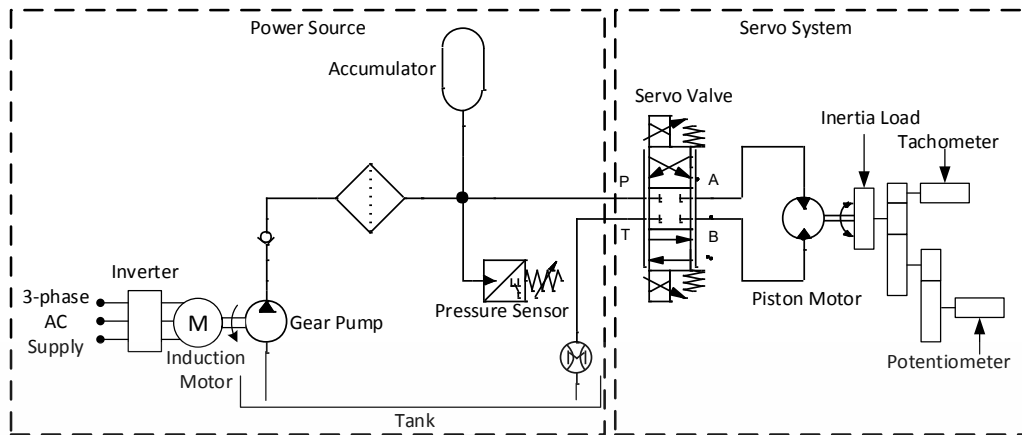 Power Source
Servo System
Accumulator
Servo Valve
Inertia Load
Tachometer
P
A
T
B
Inverter
3-phase
AC
Supply
M
Gear Pump
Induction
Motor
Pressure Sensor
Piston Motor
Potentiometer
Tank